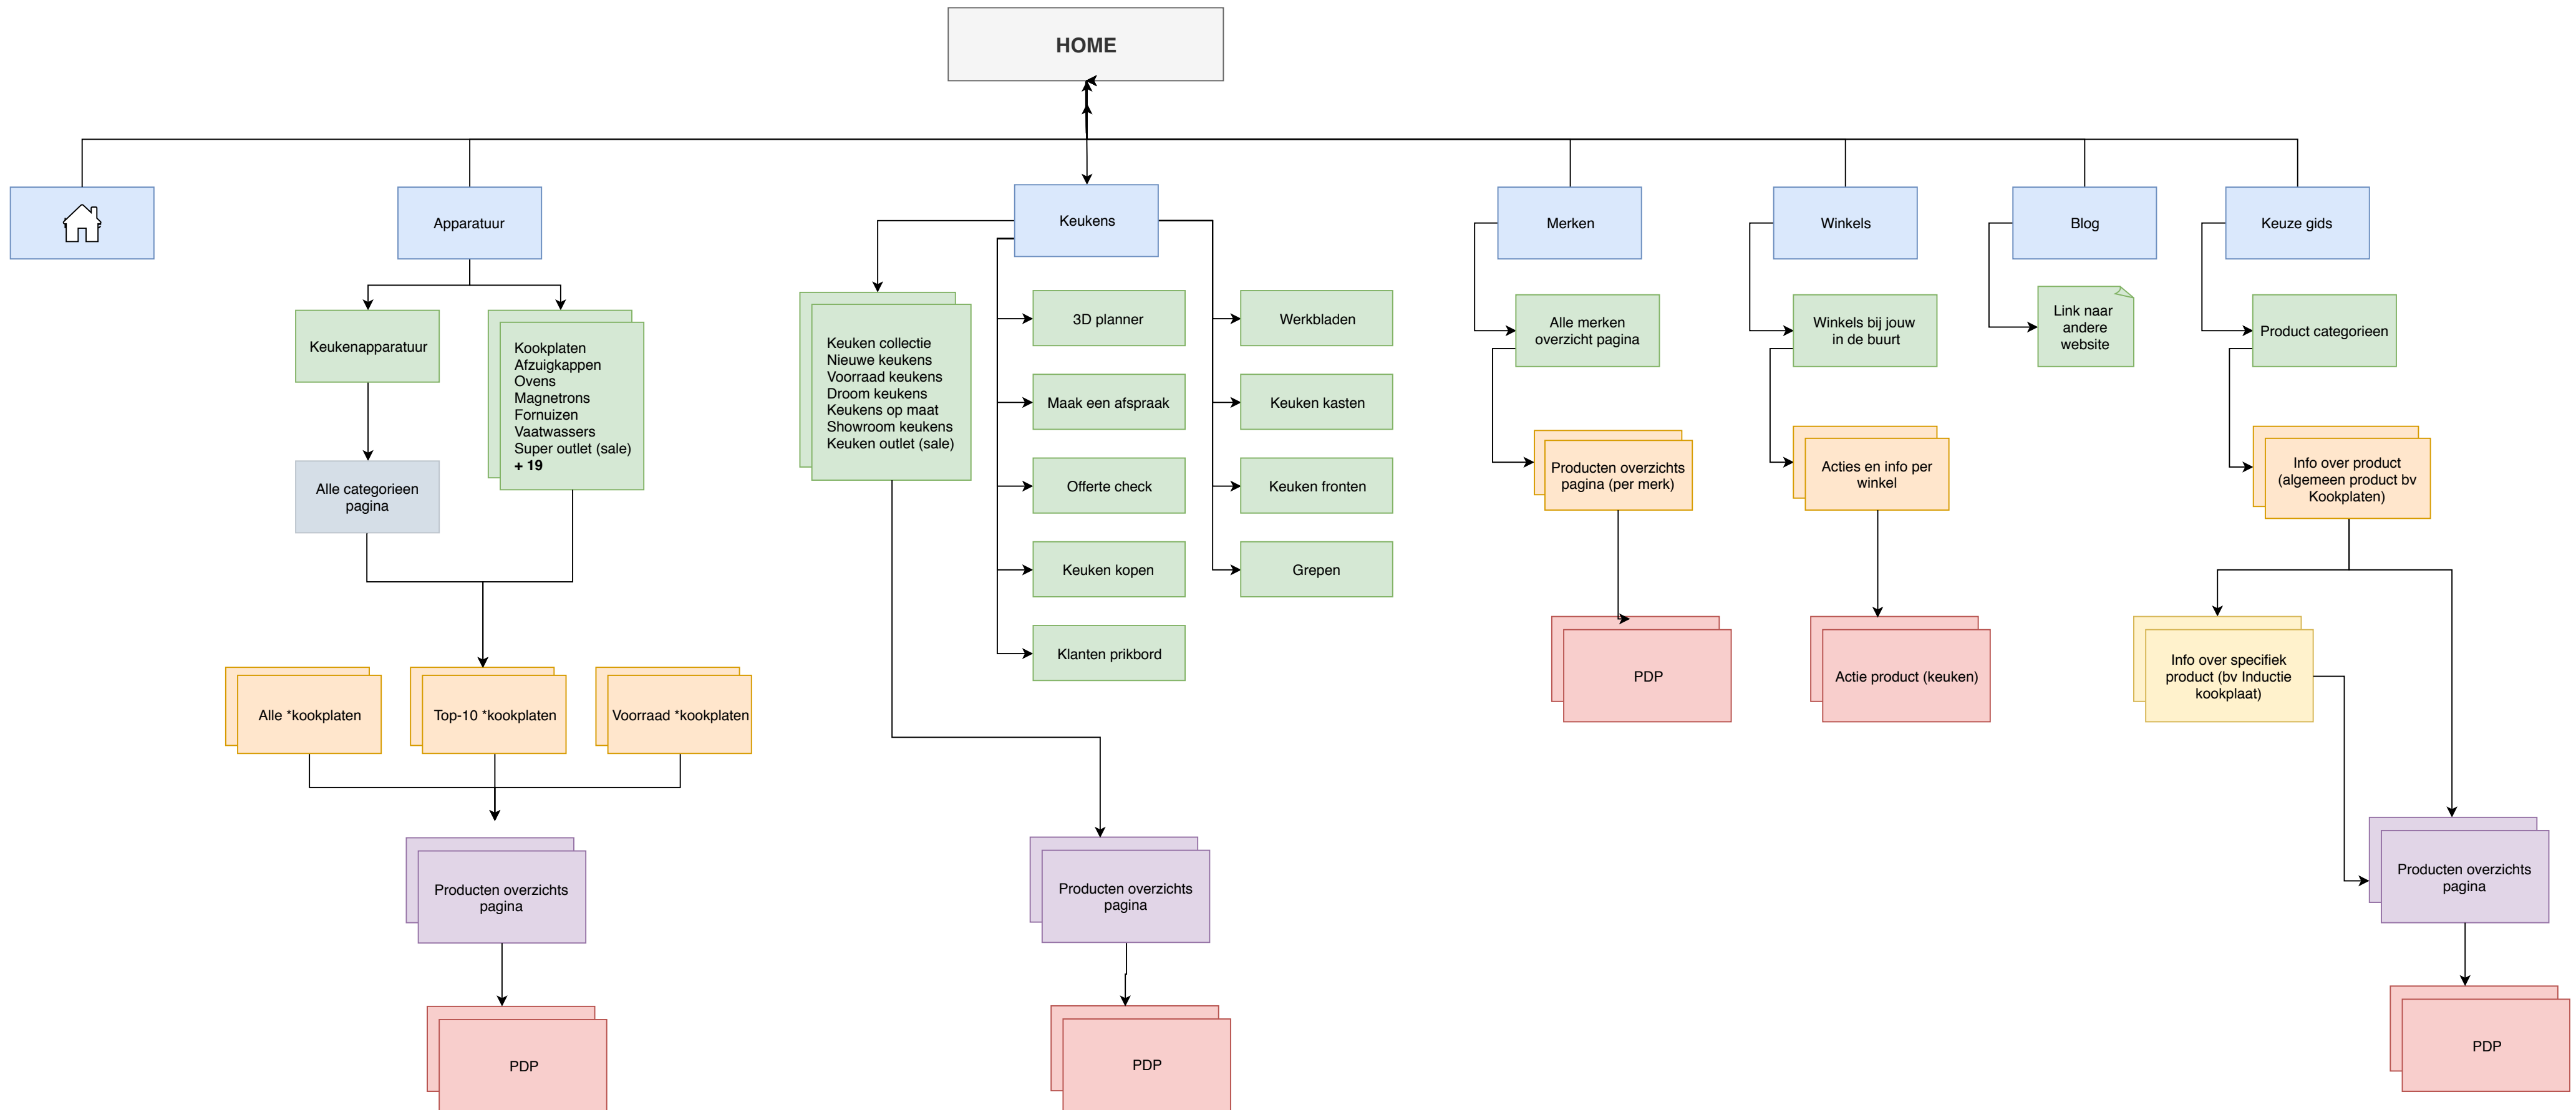 HOME
Apparatuur
Keukens
Merken
Winkels
Blog
Keuze gids
Keukenapparatuur
Kookplaten
Afzuigkappen
Ovens
Magnetrons
Fornuizen
Vaatwassers
Super outlet (sale)
+ 19
Alle categorieen
pagina
Alle *kookplaten
Top-10 *kookplaten
Voorraad *kookplaten
Producten overzichts
pagina
PDP
Keuken collectie
Nieuwe keukens
Voorraad keukens
Droom keukens
Keukens op maat
Showroom keukens
Keuken outlet (sale)
3D planner
Maak een afspraak
Offerte check
Keuken kopen
Klanten prikbord
Werkbladen
Keuken kasten
Keuken fronten
Grepen
Producten overzichts
pagina
PDP
Alle merken
overzicht pagina
Producten overzichts
pagina (per merk)
PDP
Winkels bij jouw
in de buurt
Acties en info per
winkel
Actie product (keuken)
Link naar
andere
website
Product categorieen
Info over product
(algemeen product bv
Kookplaten)
Info over specifiek
product (bv Inductie
kookplaat)
Producten overzichts
pagina
PDP